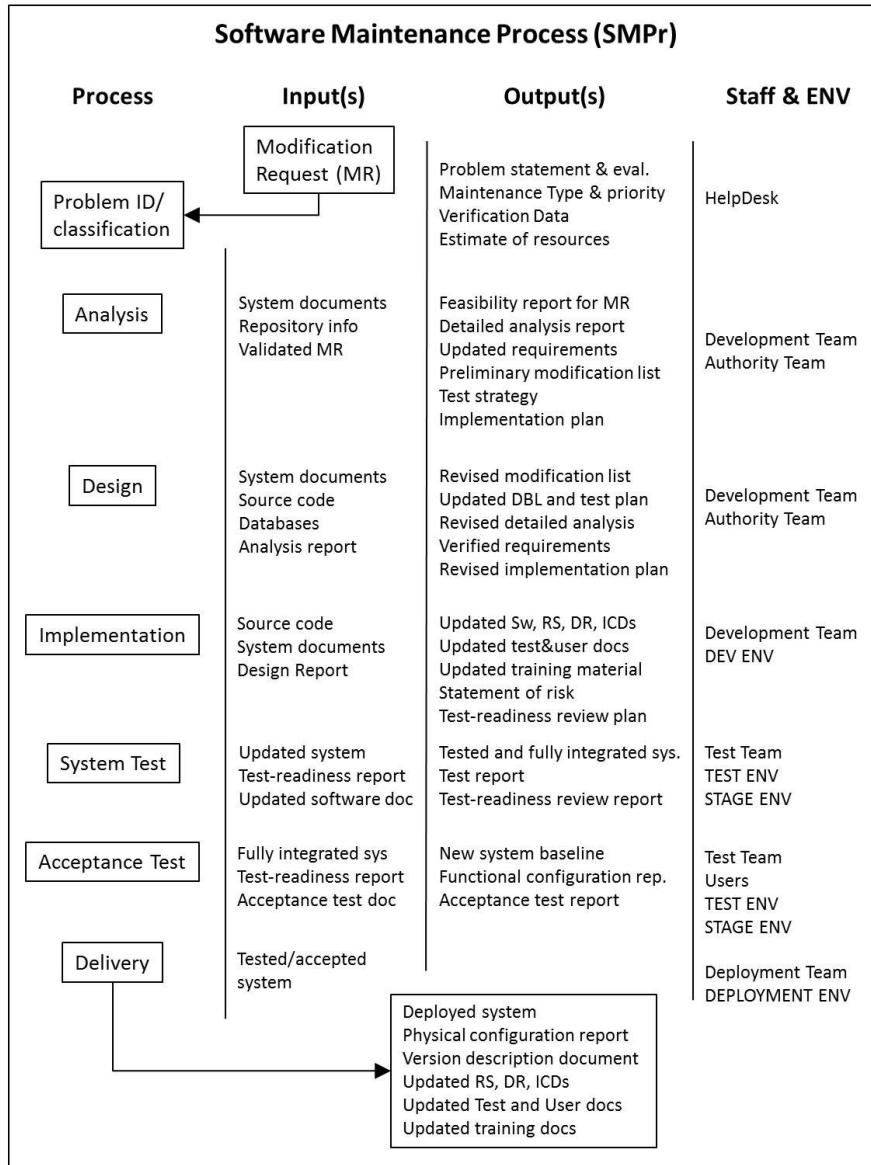 Software Maintenance Process (SMPr)
Process
Input(s)
Output(s)
Staff & ENV
Modification
Request (MR)
Problem ID/
classification
Problem statement & eval.
Maintenance Type & priority
Verification Data
Estimate of resources
HelpDesk
Analysis
System documents
Repository info
Validated MR
Feasibility report for MR
Detailed analysis report
Updated requirements
Preliminary modification list
Test strategy
Implementation plan
Development Team
Authority Team
Design
System documents
Source code
Databases
Analysis report
Revised modification list
Updated DBL and test plan
Revised detailed analysis
Verified requirements
Revised implementation plan
Development Team
Authority Team
Implementation
Source code
System documents
Design Report
Updated Sw, RS, DR, ICDs
Updated test&user docs
Updated training material
Statement of risk
Test-readiness review plan
Development Team
DEV ENV
System Test
Updated system
Test-readiness report
Updated software doc
Tested and fully integrated sys.
Test report
Test-readiness review report
Test Team
TEST ENV
STAGE ENV
Acceptance Test
Fully integrated sys
Test-readiness report
Acceptance test doc
New system baseline
Functional configuration rep.
Acceptance test report
Test Team
Users
TEST ENV
STAGE ENV
Delivery
Tested/accepted
system
Deployment Team
DEPLOYMENT ENV
Deployed system
Physical configuration report
Version description document
Updated RS, DR, ICDs
Updated Test and User docs
Updated training docs